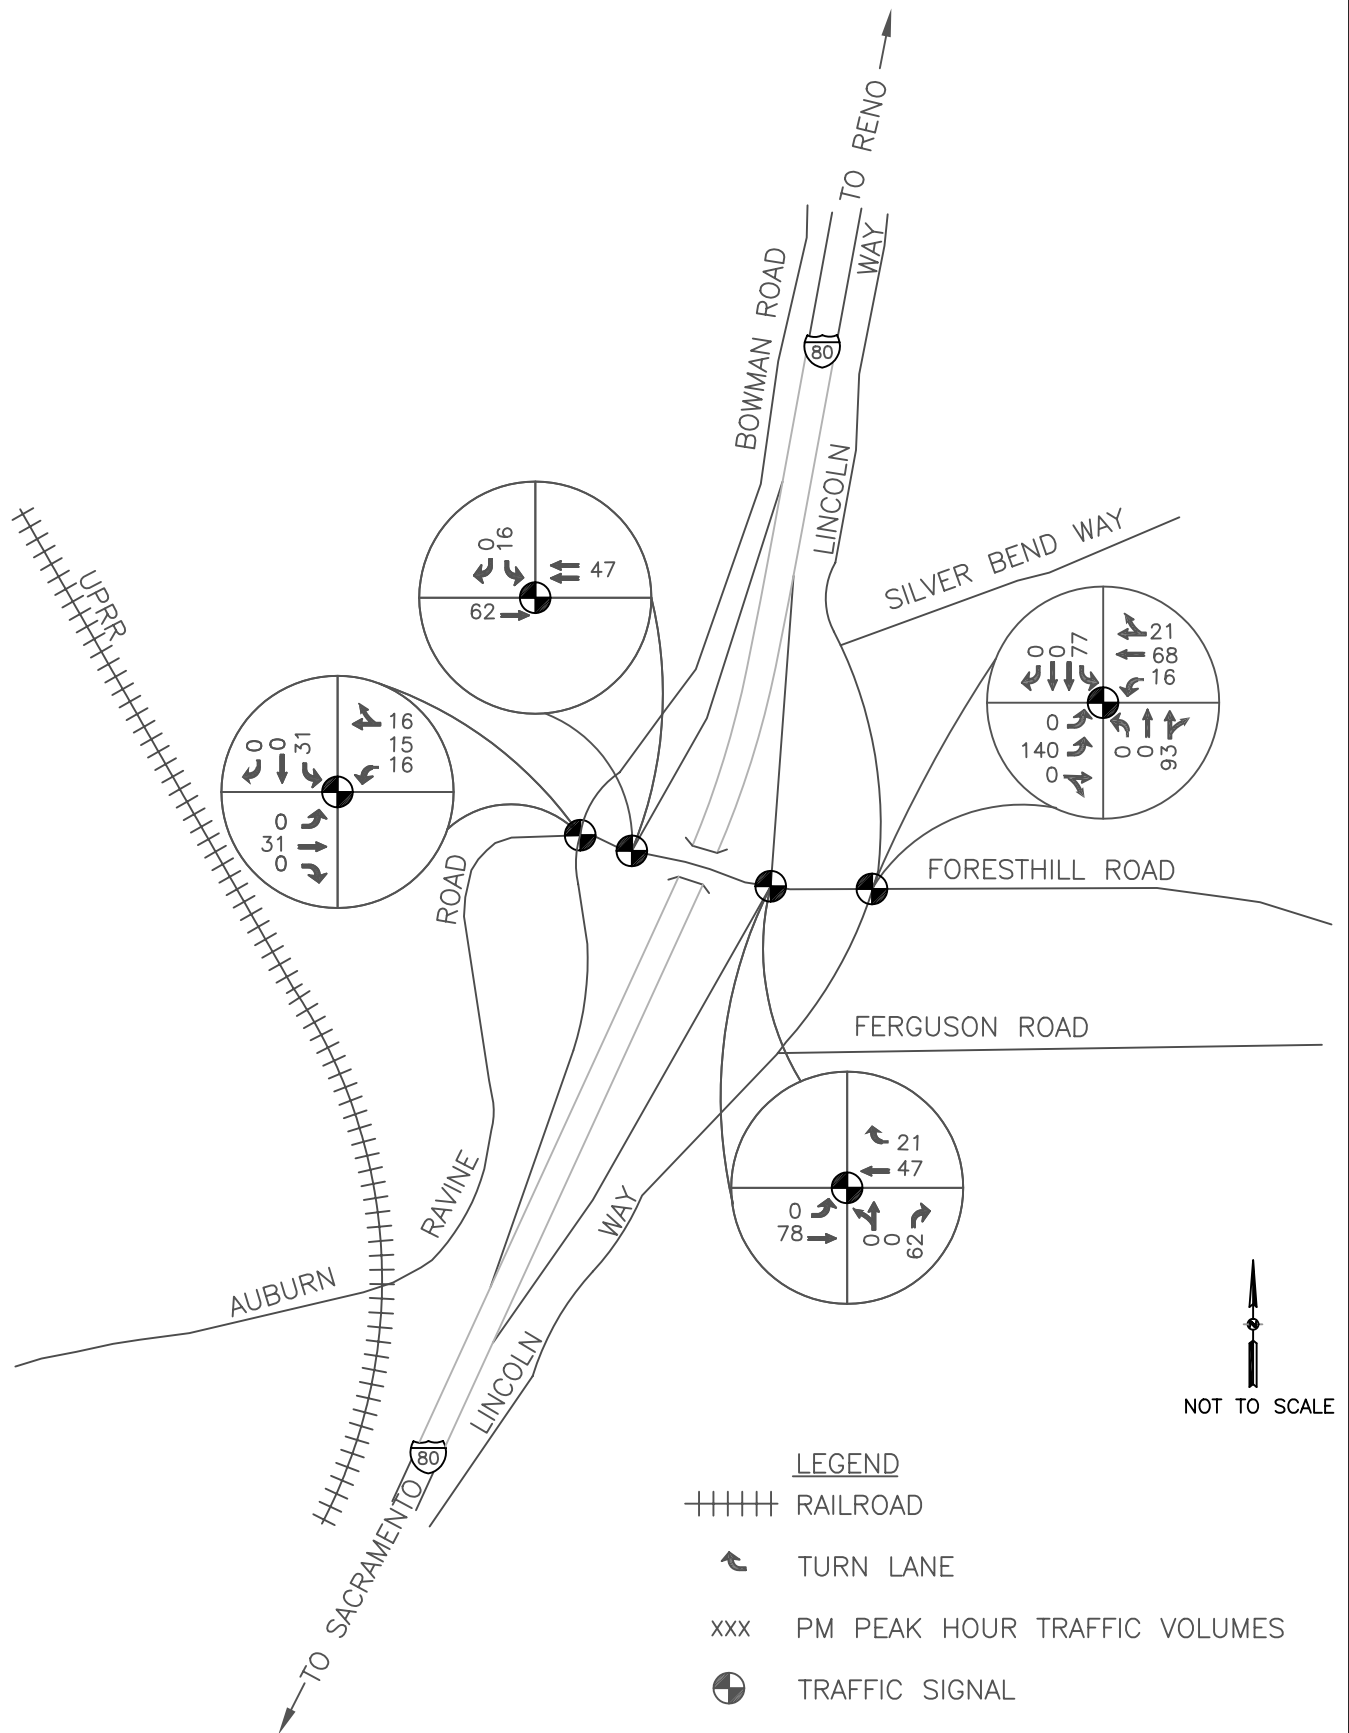 TO RENO
BOWMAN ROAD
WAY
80
LINCOLN
SILVER BEND WAY
UPRR
0
16
47
62
21
68
16
0
0
77
0
140
0
0
0
93
16
15
16
0
0
31
0
31
0
ROAD
FORESTHILL ROAD
FERGUSON ROAD
21
47
0
78
0
0
62
RAVINE
WAY
AUBURN
LINCOLN
80
TO SACRAMENTO
N
NOT TO SCALE
LEGEND
RAILROAD
TURN LANE
XXX PM PEAK HOUR TRAFFIC VOLUMES
TRAFFIC SIGNAL